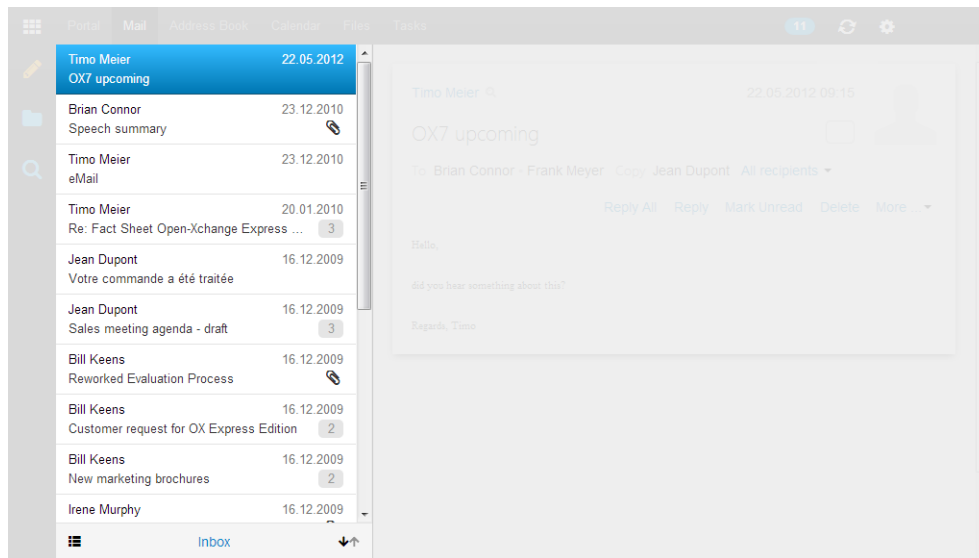 Portal Mail Address Book Calendar Files Tasks 11
Timo Meier 22.05.2012
OX7 upcoming
Brian Connor 23.12.2010
Speech summary
Timo Meier 23.12.2010
eMail
Timo Meier 20.01.2010
Re: Fact Sheet Open-Xchange Express ... 3
Jean Dupont 16.12.2009
Votre commande a été traitée
Jean Dupont 16.12.2009
Sales meeting agenda - draft 3
Bill Keens 16.12.2009
Reworked Evaluation Process
Bill Keens 16.12.2009
Customer request for OX Express Edition 2
Bill Keens 16.12.2009
New marketing brochures 2
Irene Murphy 16.12.2009
Inbox
Timo Meier 22.05.2012 09:15
OX7 upcoming
To Brian Connor - Frank Meyer Copy Jean Dupont All recipients
Reply All Reply Mark Unread Delete More ...
Hello,
did you hear something about this?
Regards, Timo